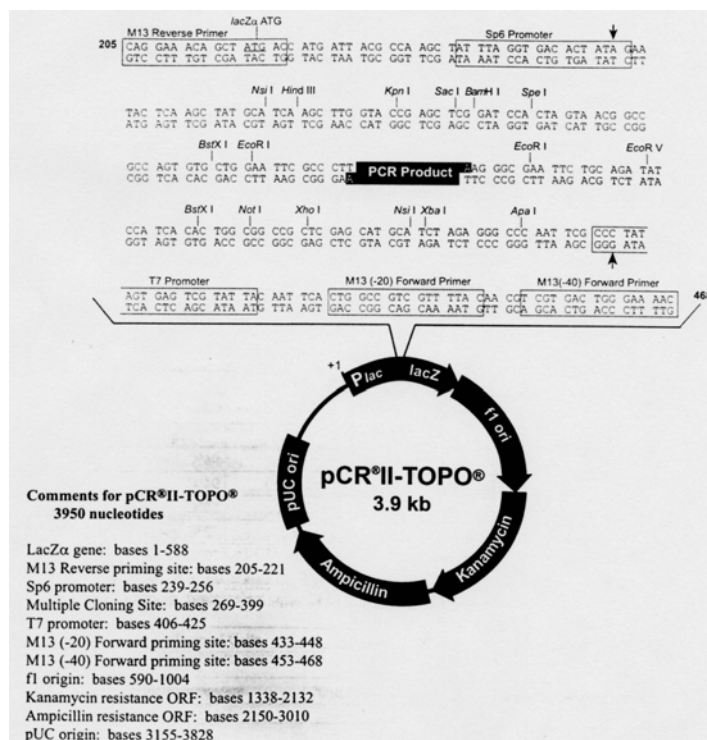 lacZα ATG
M13 Reverse Primer
Sp6 Promoter
205
CAG GAA ACA GCT ATG ACC ATG ATT ACG CCA AGC TAT TTA GGT GAC ACT ATA GAA
GTC CTT TGT CGA TAC TGG TAC TAA TGC GGT TCG ATA AAT CCA CTG TGA TAT CTT
Nsi I Hind III Kpn I Sac I BamH I Spe I
TAC TCA AGC TAT GCA TCA AGC TTG GTA CCG AGC TCG GAT CCA CTA GTA ACG GCC
ATG AGT TCG ATA CGT AGT TCG AAC CAT GGC TCG AGC CTA GGT GAT CAT TGC CGG
BstX I EcoR I EcoR I EcoR V
GCC AGT GTG CTG GAA TTC GCC CTT PCR Product AAG GGC GAA TTC TGC AGA TAT
CGG TCA CAC GAC CTT AAG CGG GAA TTC CCG CTT AAG ACG TCT ATA
BstX I Not I Xho I Nsi I Xba I Apa I
CCA TCA CAC TGG CGG CCG CTC GAG CAT GCA TCT AGA GGG CCC AAT TCG CCC TAT
GGT AGT GTG ACC GCC GGC GAG CTC GTA CGT AGA TCT CCC GGG TTA AGC GGG ATA
T7 Promoter M13 (-20) Forward Primer M13(-40) Forward Primer
AGT GAG TCG TAT TAC AAT TCA CTG GCC GTC GTT TTA CAA CGT CGT GAC TGG GAA AAC
TCA CTC AGC ATA ATG TTA AGT GAC CGG CAG CAA AAT GTT GCA GCA CTG ACC CTT TTG
468
+1
Plac lacZ
f1 ori
Kanamycin
Ampicillin
pUC ori
pCR®II-TOPO®
3.9 kb
Comments for pCR®II-TOPO®
3950 nucleotides
LacZα gene: bases 1-588
M13 Reverse priming site: bases 205-221
Sp6 promoter: bases 239-256
Multiple Cloning Site: bases 269-399
T7 promoter: bases 406-425
M13 (-20) Forward priming site: bases 433-448
M13 (-40) Forward priming site: bases 453-468
f1 origin: bases 590-1004
Kanamycin resistance ORF: bases 1338-2132
Ampicillin resistance ORF: bases 2150-3010
pUC origin: bases 3155-3828